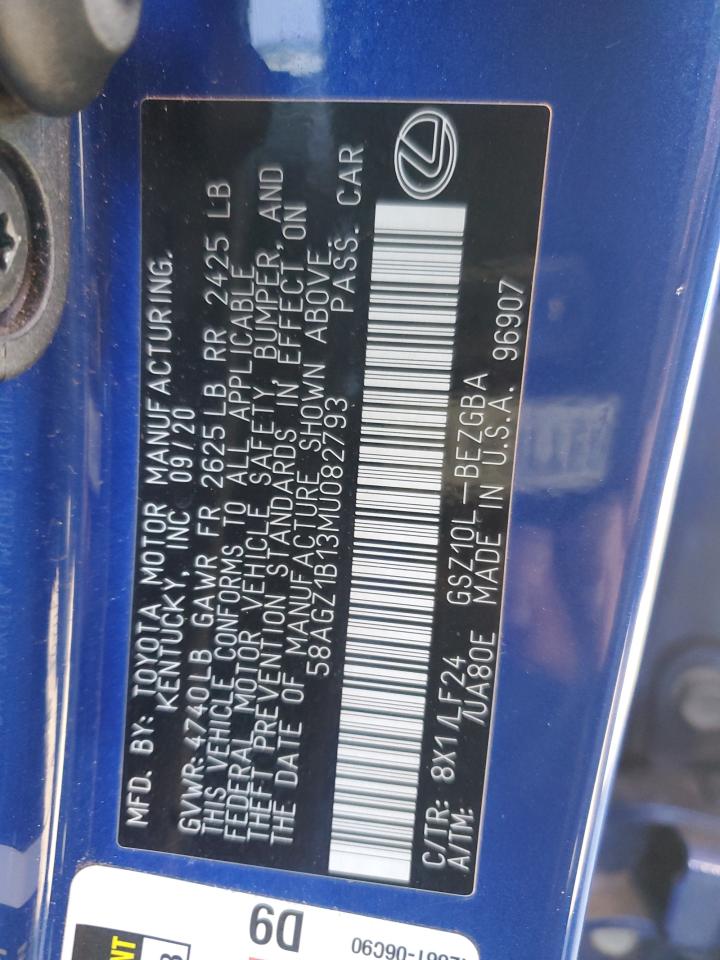 MFD. BY: TOYOTA MOTOR MANUFACTURING.
KENTUCKY, INC 09/20
GVWR: 4740LB GAWR FR 2625LB RR 2425 LB
THIS VEHICLE CONFORMS TO ALL APPLICABLE
FEDERAL MOTOR VEHICLE SAFETY, BUMPER, AND
THEFT PREVENTION STANDARDS IN EFFECT ON
THE DATE OF MANUFACTURE SHOWN ABOVE.
58AGZ1B13MU082793 PASS. CAR
C/TR: 8X1/LF24 GSZ10L-BEZGBA
A/TM: /UA80E MADE IN U.S.A. 96907
D9